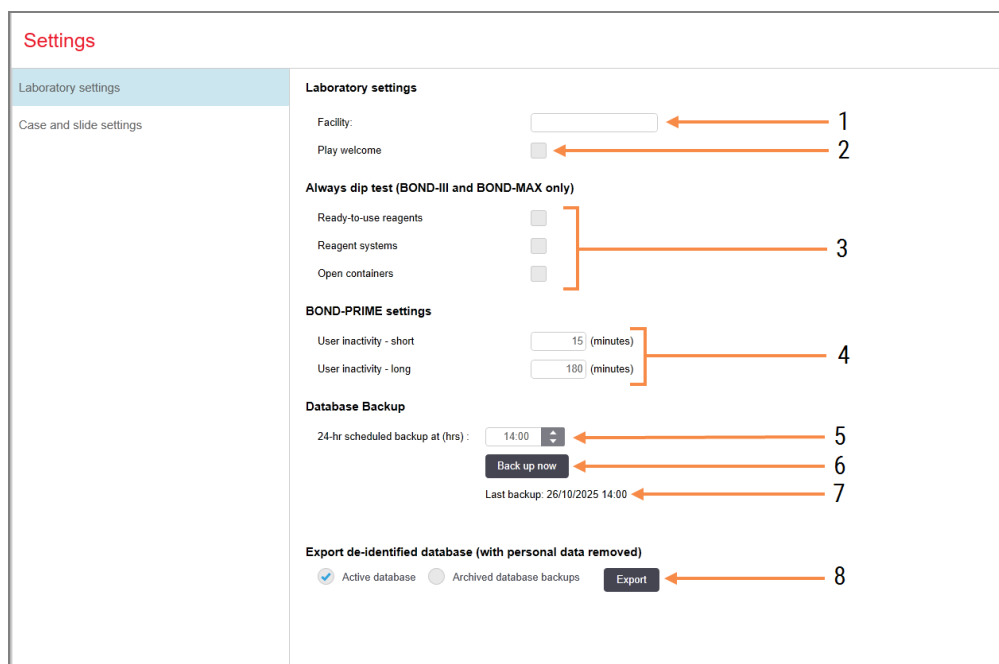 Settings
Laboratory settings
Case and slide settings
Laboratory settings
Facility: 1
Play welcome 2
Always dip test (BOND-III and BOND-MAX only)
Ready-to-use reagents
Reagent systems 3
Open containers
BOND-PRIME settings
User inactivity - short 15 (minutes)
4
User inactivity - long 180 (minutes)
Database Backup
24-hr scheduled backup at (hrs) : 14:00 5
Back up now 6
Last backup: 26/10/2025 14:00 7
Export de-identified database (with personal data removed)
Active database Archived database backups Export 8